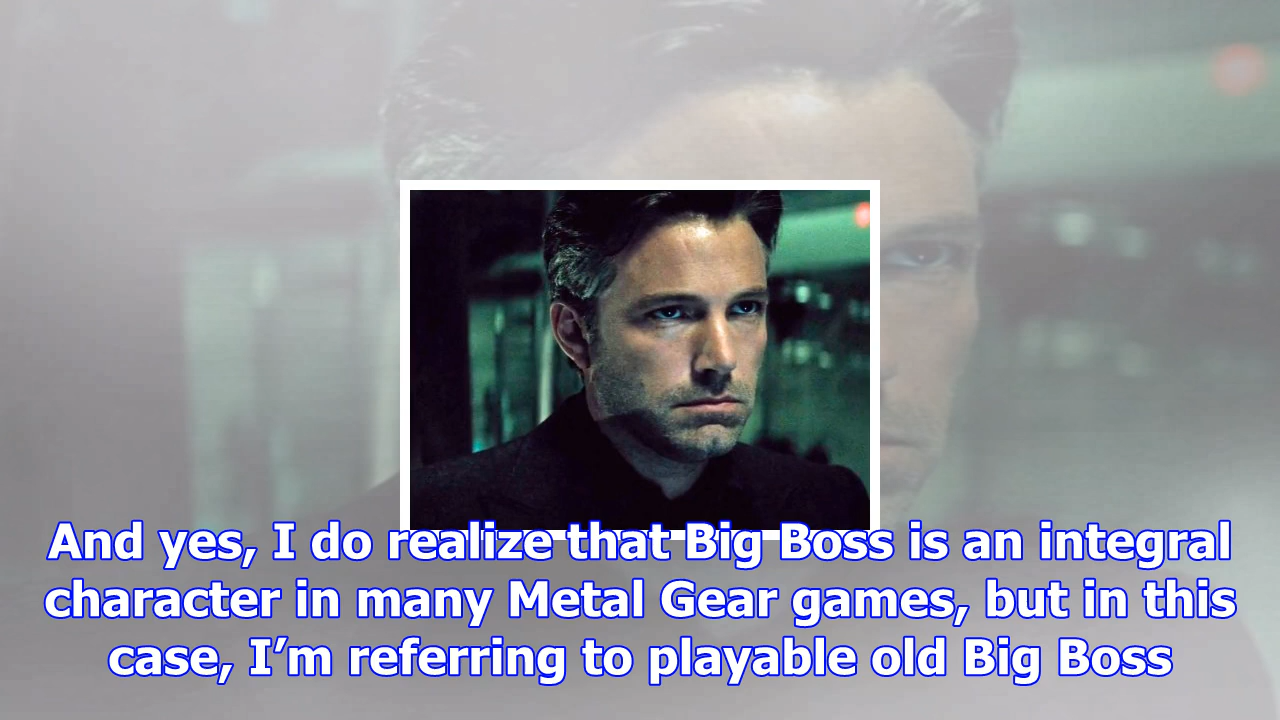 And yes, I do realize that Big Boss is an integral
character in many Metal Gear games, but in this
case, I’m referring to playable old Big Boss